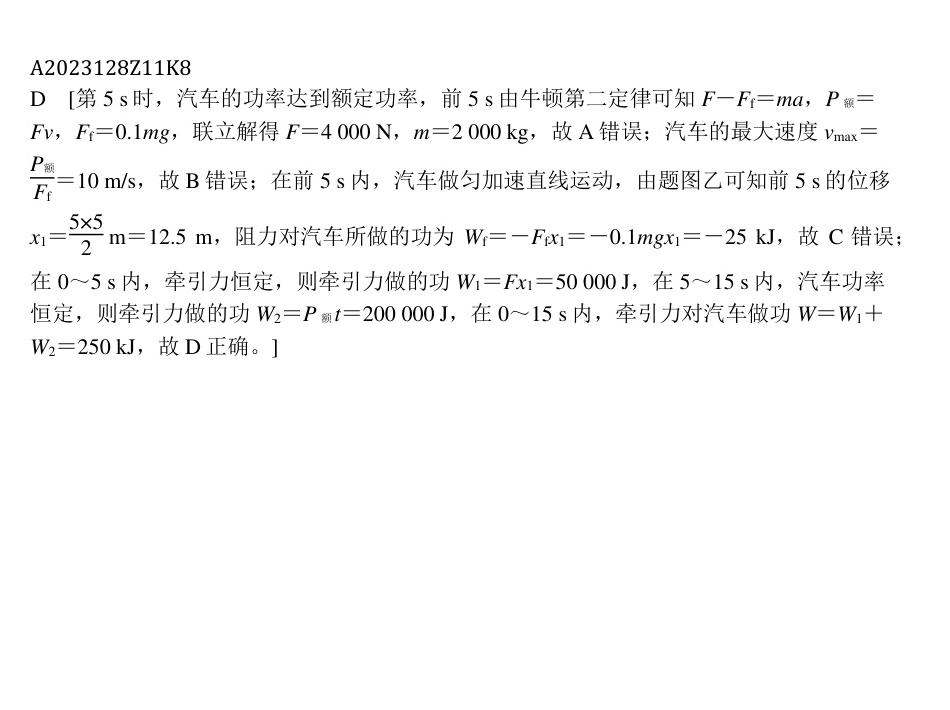 A2023128Z11K8
D [第 5 s 时，汽车的功率达到额定功率，前 5 s 由牛顿第二定律可知 F－Ff＝ma，P额＝
Fv，Ff＝0.1mg，联立解得 F＝4 000 N，m＝2 000 kg，故 A 错误；汽车的最大速度 vmax＝
P额/Ff＝10 m/s，故 B 错误；在前 5 s 内，汽车做匀加速直线运动，由题图乙可知前 5 s 的位移
x1＝5×5/2 m＝12.5 m，阻力对汽车所做的功为 Wf＝－Ffx1＝－0.1mgx1＝－25 kJ，故 C 错误；
在 0～5 s 内，牵引力恒定，则牵引力做的功 W1＝Fx1＝50 000 J，在 5～15 s 内，汽车功率
恒定，则牵引力做的功 W2＝P额t＝200 000 J，在 0～15 s 内，牵引力对汽车做功 W＝W1＋
W2＝250 kJ，故 D 正确。]